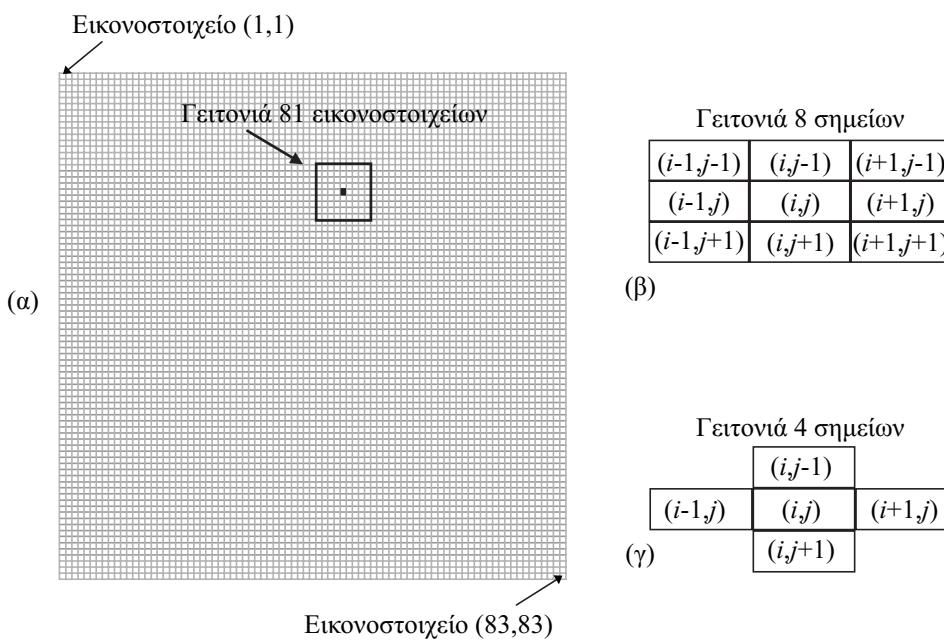 Εικονοστοιχείο (1,1)
Γειτονιά 81 εικονοστοιχείων
(α)
Εικονοστοιχείο (83,83)
Γειτονιά 8 σημείων
(i-1,j-1) (i,j-1) (i+1,j-1)
(i-1,j) (i,j) (i+1,j)
(i-1,j+1) (i,j+1) (i+1,j+1)
(β)
Γειτονιά 4 σημείων
(i,j-1)
(i-1,j) (i,j) (i+1,j)
(i,j+1)
(γ)